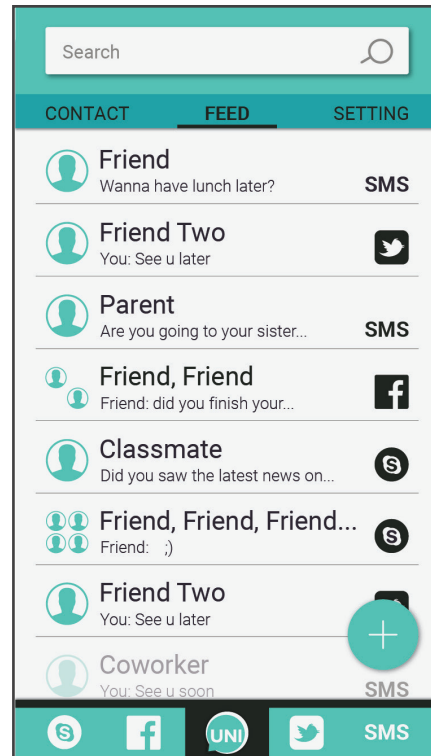 Search
CONTACT FEED SETTING
Friend
Wanna have lunch later? SMS
Friend Two
You: See u later
Parent
Are you going to your sister... SMS
Friend, Friend
Friend: did you finish your...
Classmate
Did you saw the latest news on...
Friend, Friend, Friend...
Friend: ;)
Friend Two
You: See u later
Coworker
You: See u soon SMS
UNI SMS